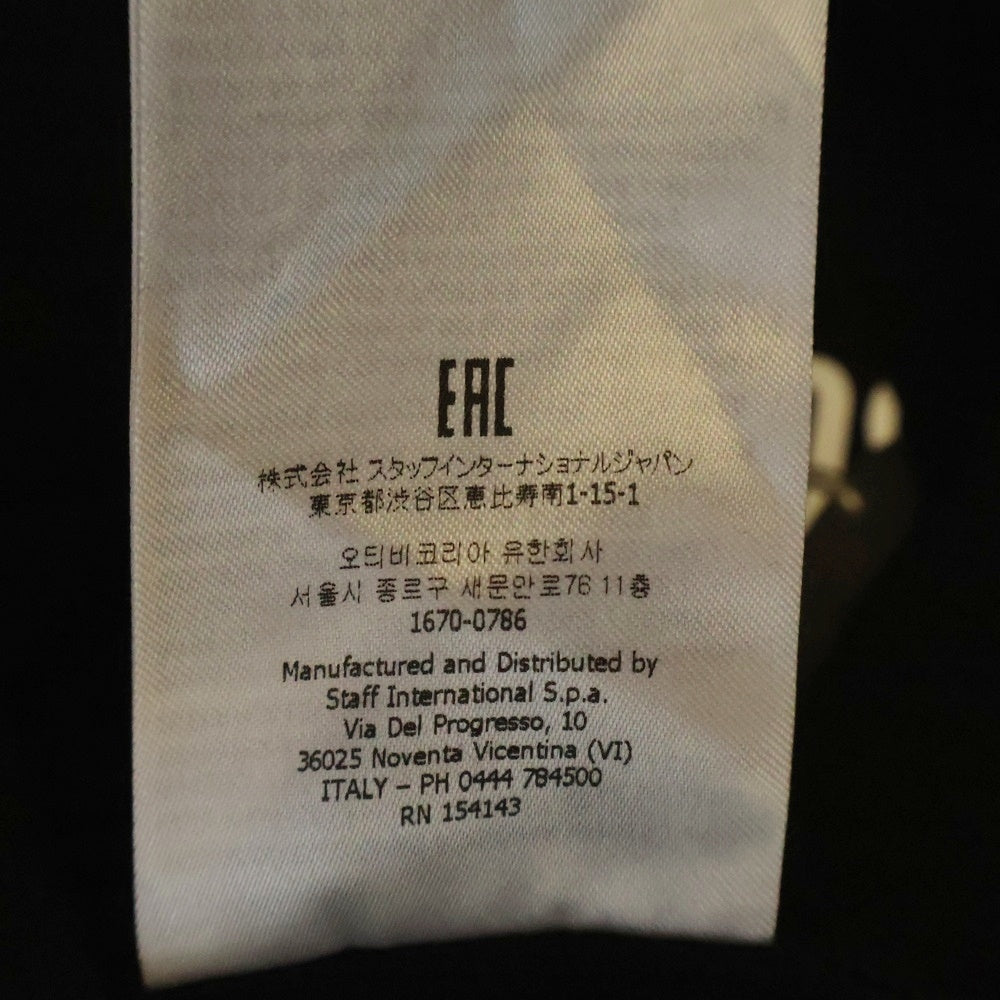 EAC
株式会社 スタッフインターナショナルジャパン
東京都渋谷区恵比寿南1-15-1
오티비코리아 유한회사
서울시 종로구 새문안로76 11층
1670-0786
Manufactured and Distributed by
Staff International S.p.a.
Via Del Progresso, 10
36025 Noventa Vicentina (VI)
ITALY – PH 0444 784500
RN 154143